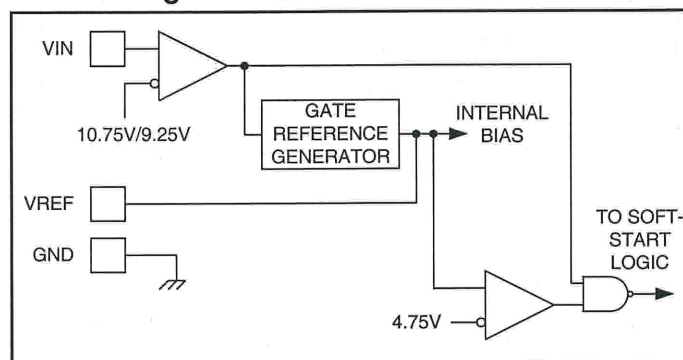 VIN
10.75V/9.25V
GATE
REFERENCE
GENERATOR
INTERNAL
BIAS
VREF
GND
TO SOFT-
START
LOGIC
4.75V